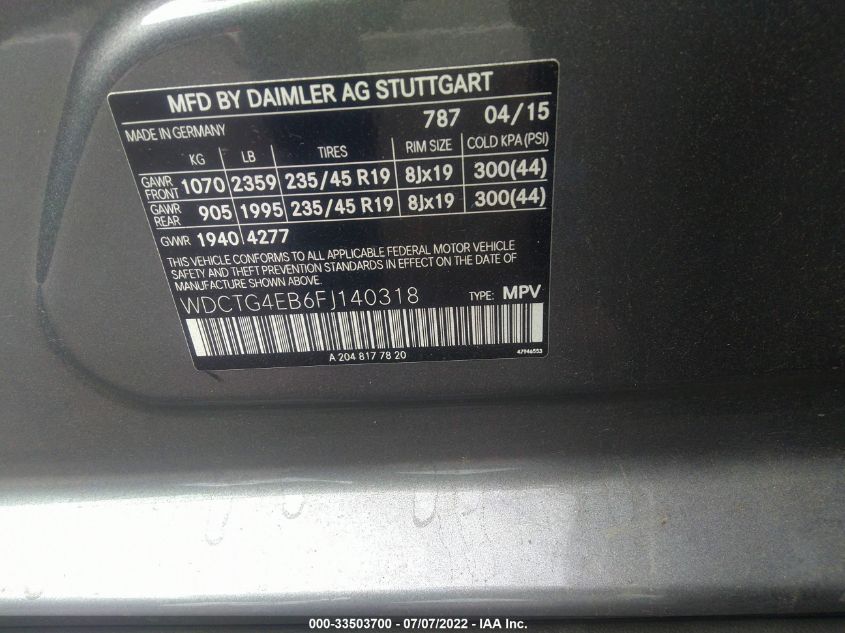 MFD BY DAIMLER AG STUTTGART
MADE IN GERMANY 787 04/15
KG LB TIRES RIM SIZE COLD KPA (PSI)
GAWR FRONT 1070 2359 235/45 R19 8Jx19 300(44)
GAWR REAR 905 1995 235/45 R19 8Jx19 300(44)
GVWR 1940 4277
THIS VEHICLE CONFORMS TO ALL APPLICABLE FEDERAL MOTOR VEHICLE
SAFETY AND THEFT PREVENTION STANDARDS IN EFFECT ON THE DATE OF
MANUFACTURE SHOWN ABOVE.
WDCTG4EB6FJ140318 TYPE: MPV
A 204 817 78 20 47946553
000-33503700 - 07/07/2022 - IAA Inc.